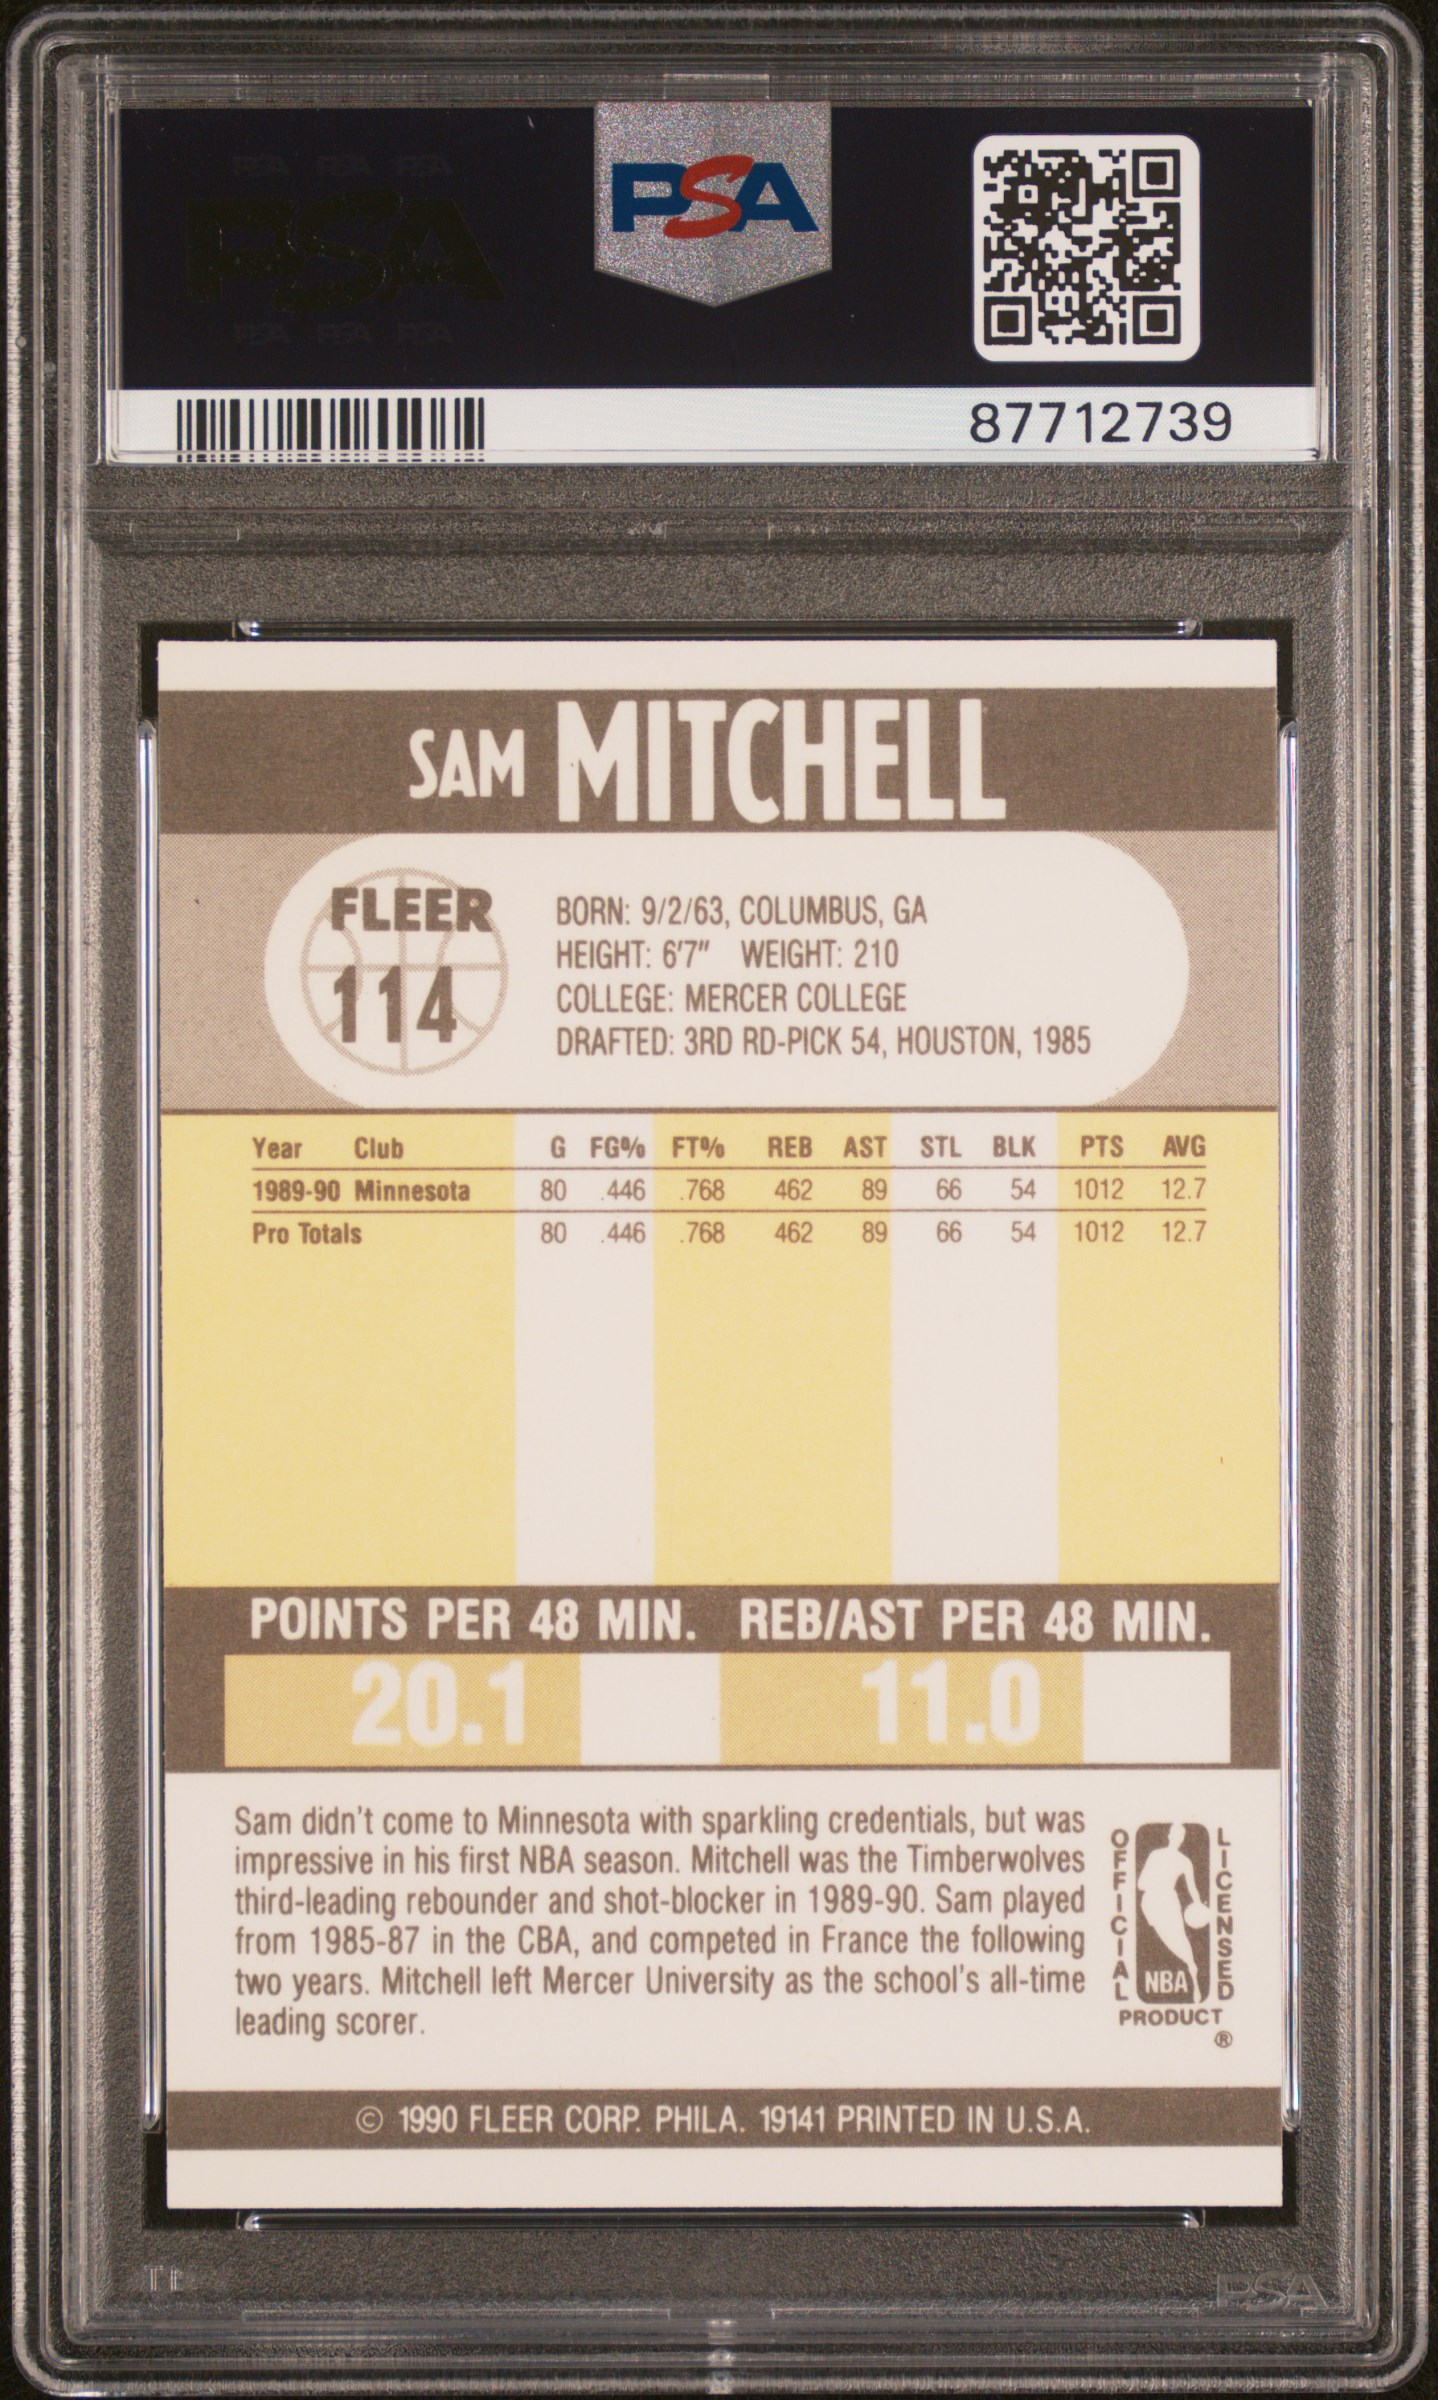 PSA PSA PSA
PSA
PSA PSA PSA
PSA
87712739
SAM MITCHELL
FLEER
114
BORN: 9/2/63, COLUMBUS, GA
HEIGHT: 6'7" WEIGHT: 210
COLLEGE: MERCER COLLEGE
DRAFTED: 3RD RD-PICK 54, HOUSTON, 1985
Year Club G FG% FT% REB AST STL BLK PTS AVG
1989-90 Minnesota 80 .446 .768 462 89 66 54 1012 12.7
Pro Totals 80 .446 .768 462 89 66 54 1012 12.7
POINTS PER 48 MIN. REB/AST PER 48 MIN.
20.1 11.0
Sam didn't come to Minnesota with sparkling credentials, but was
impressive in his first NBA season. Mitchell was the Timberwolves
third-leading rebounder and shot-blocker in 1989-90. Sam played
from 1985-87 in the CBA, and competed in France the following
two years. Mitchell left Mercer University as the school's all-time
leading scorer.
OFFICIAL LICENSED
NBA
PRODUCT
®
© 1990 FLEER CORP. PHILA. 19141 PRINTED IN U.S.A.
PSA